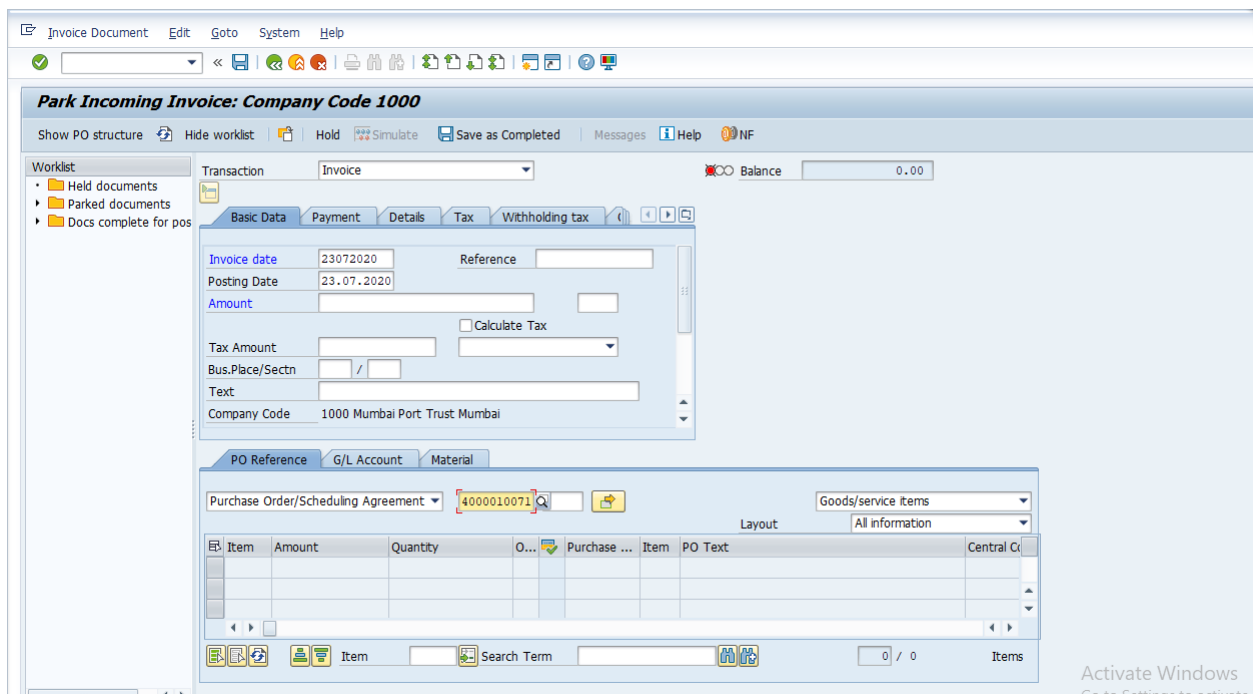 Invoice Document Edit Goto System Help
Park Incoming Invoice: Company Code 1000
Show PO structure Hide worklist Hold Simulate Save as Completed Messages Help NF
Worklist
Held documents
Parked documents
Docs complete for pos
Transaction Invoice Balance 0.00
Basic Data Payment Details Tax Withholding tax
Invoice date 23072020 Reference
Posting Date 23.07.2020
Amount
Calculate Tax
Tax Amount
Bus.Place/Sectn /
Text
Company Code 1000 Mumbai Port Trust Mumbai
PO Reference G/L Account Material
Purchase Order/Scheduling Agreement 4000010071 Goods/service items
Layout All information
Item Amount Quantity O... Purchase ... Item PO Text Central Co
Item Search Term 0 / 0 Items
Activate Windows